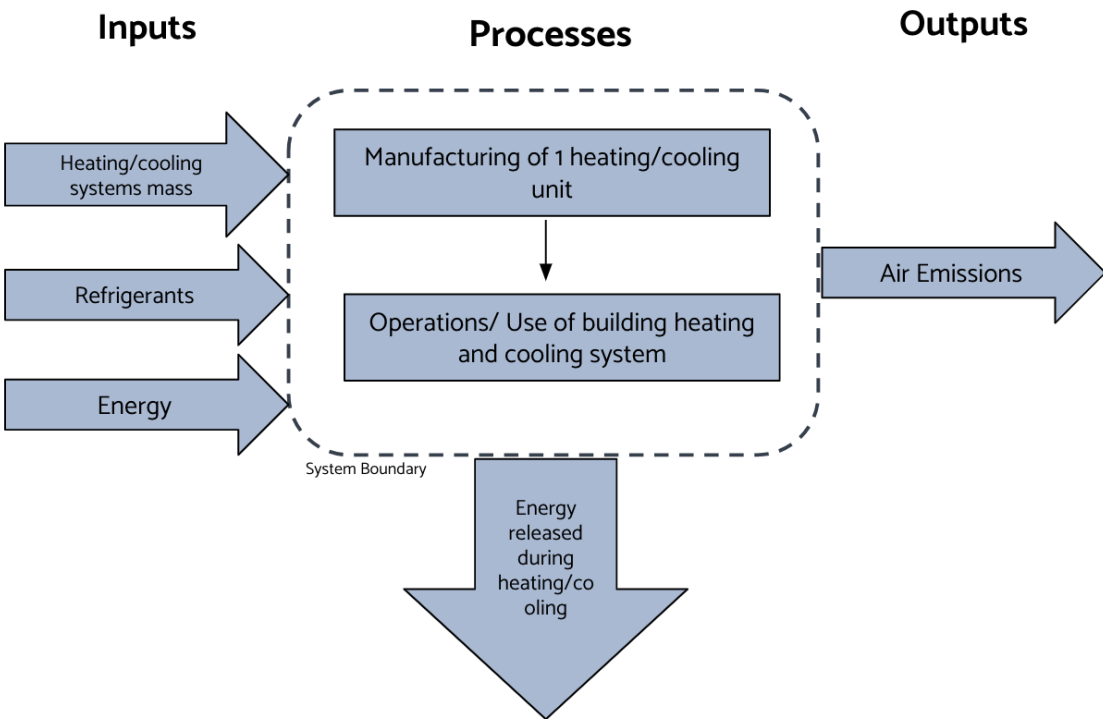 Inputs
Processes
Outputs
Heating/cooling
systems mass
Refrigerants
Energy
Manufacturing of 1 heating/cooling
unit
Operations/ Use of building heating
and cooling system
System Boundary
Air Emissions
Energy
released
during
heating/co
oling